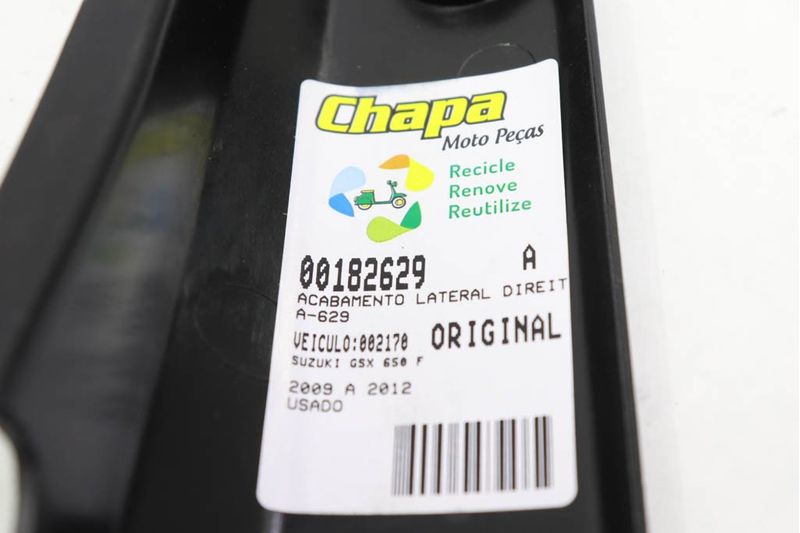 Chapa
Moto Peças
Recicle
Renove
Reutilize
00182629 A
ACABAMENTO LATERAL DIREIT
A-629
VEICULO:002170 ORIGINAL
SUZUKI GSX 650 F
2009 A 2012
USADO